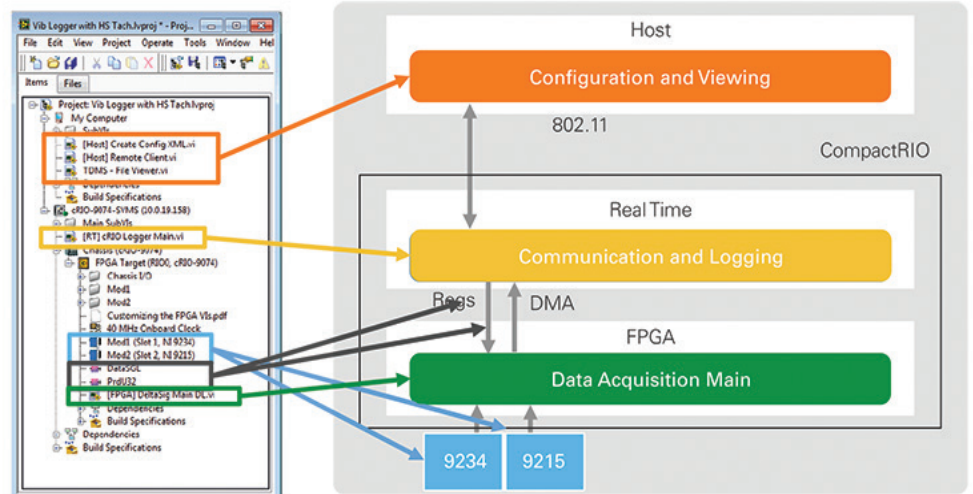 Vib Logger with HS Tach.lvproj * - Proj...
File Edit View Project Operate Tools Window Hel
Items Files
Project: Vib Logger with HS Tach.lvproj
My Computer
SubVIs
[Host] Create Config XML.vi
[Host] Remote Client.vi
TDMS - File Viewer.vi
Dependencies
Build Specifications
cRIO-9074-SYMS (10.0.19.158)
Main SubVIs
[RT] cRIO Logger Main.vi
Chassis (cRIO-9074)
FPGA Target (RIO0, cRIO-9074)
Chassis I/O
Mod1
Mod2
Customizing the FPGA VIs.pdf
40 MHz Onboard Clock
Mod1 (Slot 1, NI 9234)
Mod2 (Slot 2, NI 9215)
DataSGL
PrdU32
[FPGA] DeltaSig Main DL.vi
Dependencies
Build Specifications
Dependencies
Build Specifications
Host
Configuration and Viewing
802.11
CompactRIO
Real Time
Communication and Logging
Regs
DMA
FPGA
Data Acquisition Main
9234
9215